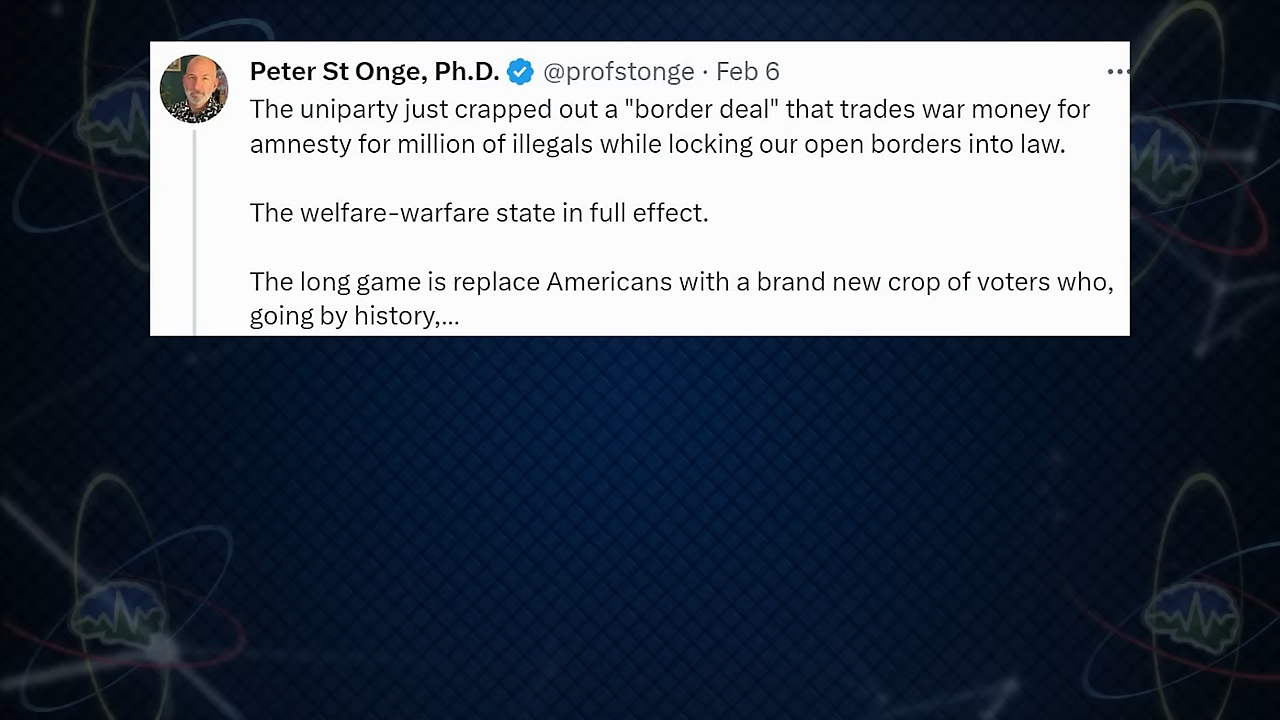 Peter St Onge, Ph.D. @profstonge · Feb 6
The uniparty just crapped out a "border deal" that trades war money for
amnesty for million of illegals while locking our open borders into law.
The welfare-warfare state in full effect.
The long game is replace Americans with a brand new crop of voters who,
going by history,...